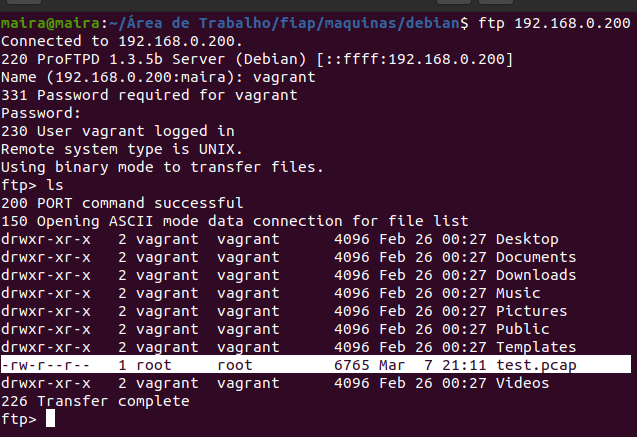 maira@maira:~/Área de Trabalho/fiap/maquinas/debian$ ftp 192.168.0.200
Connected to 192.168.0.200.
220 ProFTPD 1.3.5b Server (Debian) [::ffff:192.168.0.200]
Name (192.168.0.200:maira): vagrant
331 Password required for vagrant
Password:
230 User vagrant logged in
Remote system type is UNIX.
Using binary mode to transfer files.
ftp> ls
200 PORT command successful
150 Opening ASCII mode data connection for file list
drwxr-xr-x   2 vagrant  vagrant      4096 Feb 26 00:27 Desktop
drwxr-xr-x   2 vagrant  vagrant      4096 Feb 26 00:27 Documents
drwxr-xr-x   2 vagrant  vagrant      4096 Feb 26 00:27 Downloads
drwxr-xr-x   2 vagrant  vagrant      4096 Feb 26 00:27 Music
drwxr-xr-x   2 vagrant  vagrant      4096 Feb 26 00:27 Pictures
drwxr-xr-x   2 vagrant  vagrant      4096 Feb 26 00:27 Public
drwxr-xr-x   2 vagrant  vagrant      4096 Feb 26 00:27 Templates
-rw-r--r--   1 root     root         6765 Mar  7 21:11 test.pcap
drwxr-xr-x   2 vagrant  vagrant      4096 Feb 26 00:27 Videos
226 Transfer complete
ftp>